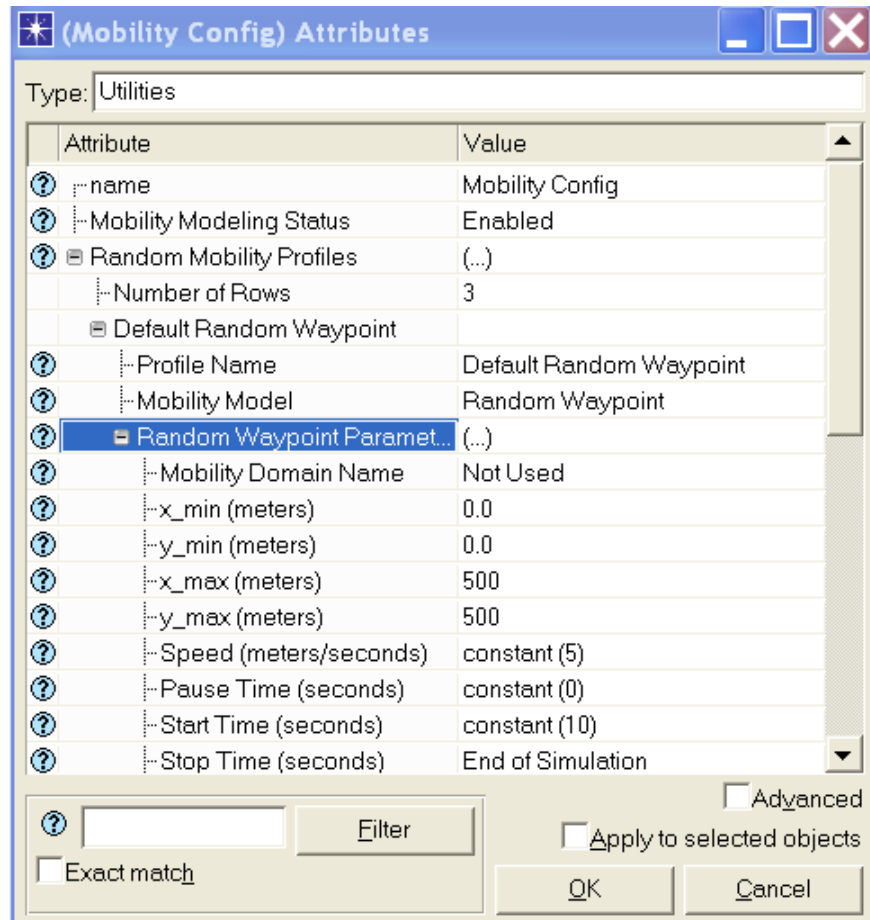 (Mobility Config) Attributes
Type: Utilities
Attribute Value
name Mobility Config
Mobility Modeling Status Enabled
Random Mobility Profiles (...)
Number of Rows 3
Default Random Waypoint
Profile Name Default Random Waypoint
Mobility Model Random Waypoint
Random Waypoint Paramet... (...)
Mobility Domain Name Not Used
x_min (meters) 0.0
y_min (meters) 0.0
x_max (meters) 500
y_max (meters) 500
Speed (meters/seconds) constant (5)
Pause Time (seconds) constant (0)
Start Time (seconds) constant (10)
Stop Time (seconds) End of Simulation
Advanced
Filter
Apply to selected objects
Exact match
OK Cancel